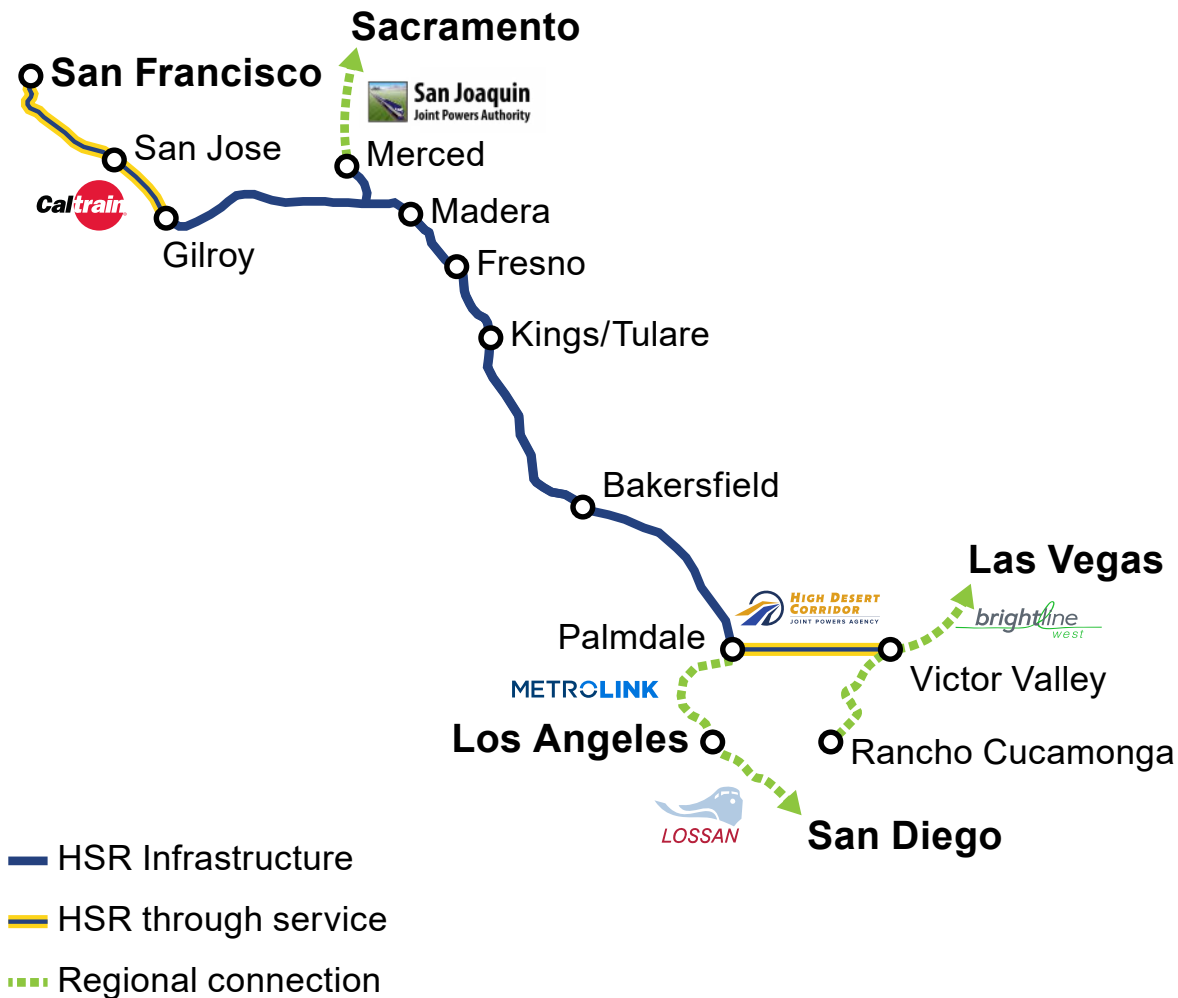 Sacramento
San Francisco
San Joaquin
Joint Powers Authority
San Jose
Merced
Caltrain
Madera
Gilroy
Fresno
Kings/Tulare
Bakersfield
Las Vegas
HIGH DESERT
CORRIDOR
JOINT POWERS AGENCY
brightline
west
Palmdale
Victor Valley
METROLINK
Los Angeles
Rancho Cucamonga
LOSSAN
San Diego
HSR Infrastructure
HSR through service
Regional connection